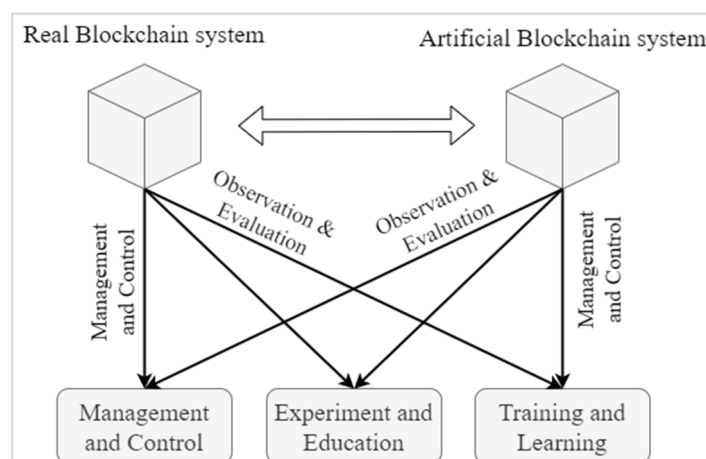 Real Blockchain system
Artificial Blockchain system
Observation &
Evaluation
Observation &
Evaluation
Management
and Control
Management
and Control
Management
and Control
Experiment and
Education
Training and
Learning